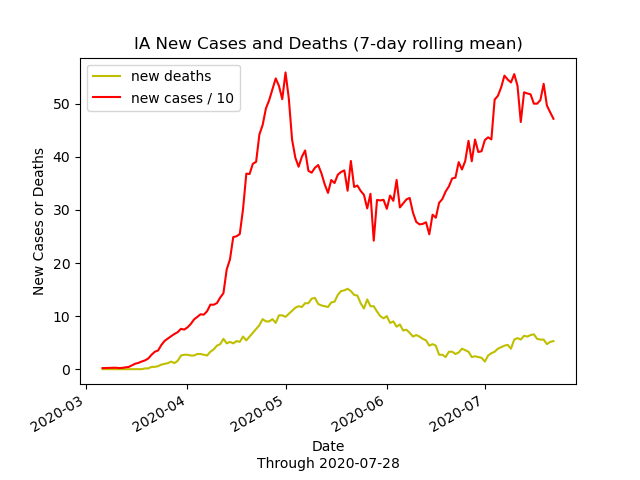 IA New Cases and Deaths (7-day rolling mean)
new deaths
new cases / 10
New Cases or Deaths
50
40
30
20
10
0
2020-03
2020-04
2020-05
2020-06
2020-07
Date
Through 2020-07-28